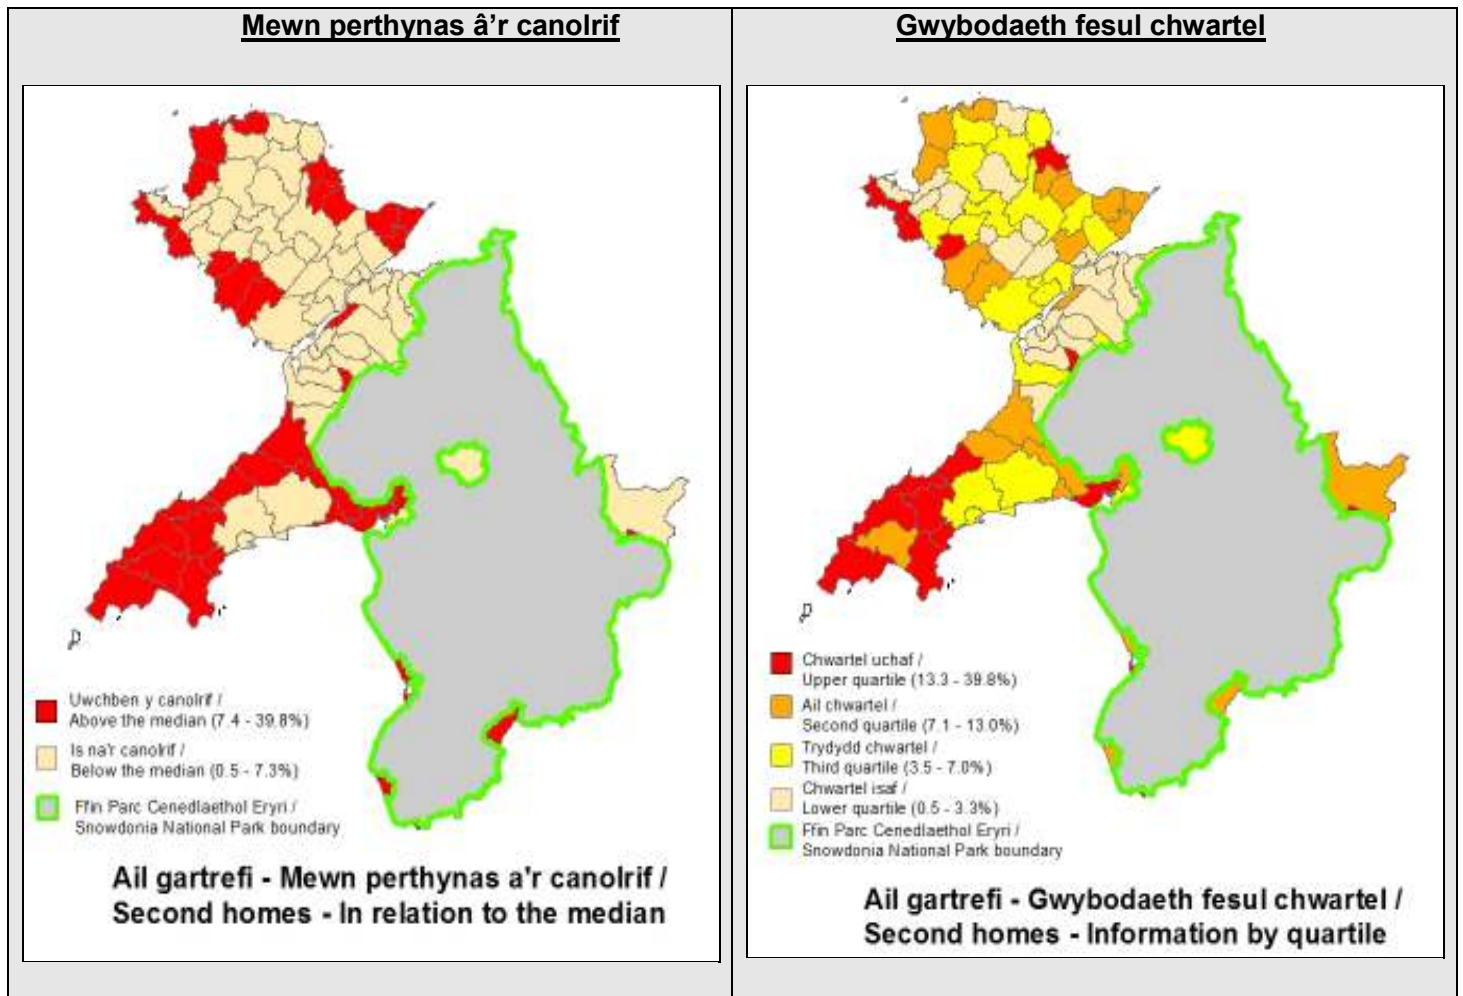 Mewn perthynas â'r canolrif
Uwchben y canolrif /
Above the median (7.4 - 39.8%)
Is na'r canolrif /
Below the median (0.5 - 7.3%)
Ffin Parc Cenedlaethol Eryri /
Snowdonia National Park boundary
Ail gartrefi - Mewn perthynas a'r canolrif /
Second homes - In relation to the median
Gwybodaeth fesul chwartel
Chwartel uchaf /
Upper quartile (13.3 - 39.8%)
Ail chwartel /
Second quartile (7.1 - 13.0%)
Trydydd chwartel /
Third quartile (3.5 - 7.0%)
Chwartel isaf /
Lower quartile (0.5 - 3.3%)
Ffin Parc Cenedlaethol Eryri /
Snowdonia National Park boundary
Ail gartrefi - Gwybodaeth fesul chwartel /
Second homes - Information by quartile